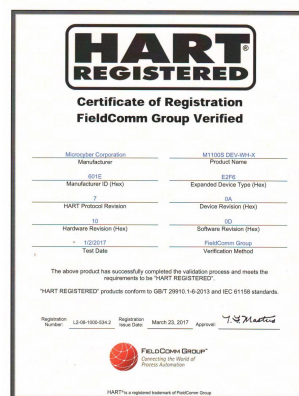 HART®
REGISTERED
Certificate of Registration
FieldComm Group Verified
Microcyber Corporation M1100S DEV-WH-X
Manufacturer Product Name
601E E2F6
Manufacturer ID (Hex) Expanded Device Type (Hex)
7 0A
HART Protocol Revision Device Revision (Hex)
10 0D
Hardware Revision (Hex) Software Revision (Hex)
1/2/2017 FieldComm Group
Test Date Verification Method
The above product has successfully completed the validation process and meets the
requirements to be "HART REGISTERED".
"HART REGISTERED" products conform to GB/T 29910.1-6-2013 and IEC 61158 standards.
Registration Number: L2-06-1000-534.2 Registration Issue Date: March 23, 2017 Approval:
FIELDCOMM GROUP™
Connecting the World of
Process Automation
HART® is a registered trademark of FieldComm Group